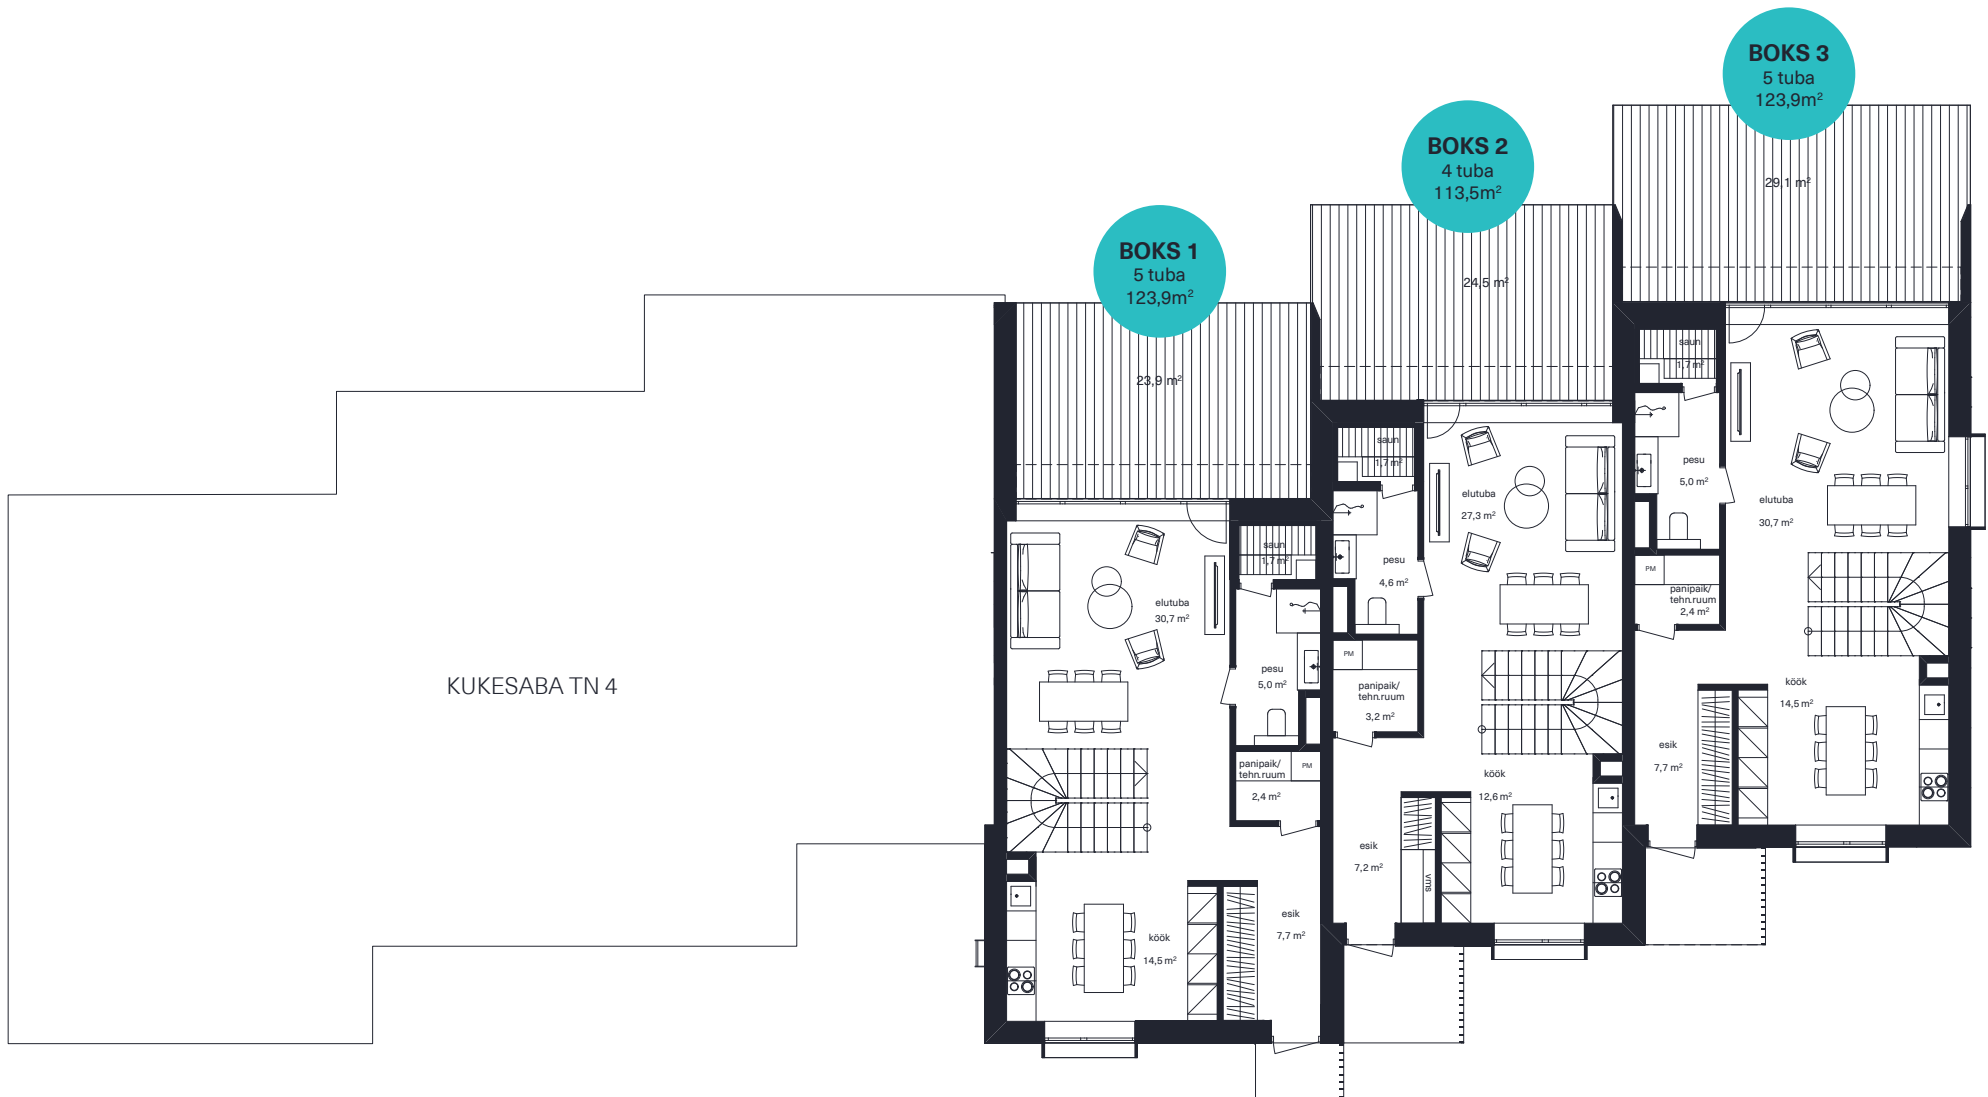 BOKS 3
5 tuba
123,9m²
29,1 m²
BOKS 2
4 tuba
113,5m²
24,5 m²
BOKS 1
5 tuba
123,9m²
23,9 m²
KUKESABA TN 4
elutuba
30,7 m²
saun
1,7 m²
pesu
5,0 m²
panipaik/
tehn.ruum
2,4 m²
PM
köök
14,5 m²
esik
7,7 m²
saun
1,7 m²
pesu
4,6 m²
elutuba
27,3 m²
PM
panipaik/
tehn.ruum
3,2 m²
köök
12,6 m²
esik
7,2 m²
vms
saun
1,7 m²
pesu
5,0 m²
elutuba
30,7 m²
PM
panipaik/
tehn.ruum
2,4 m²
köök
14,5 m²
esik
7,7 m²